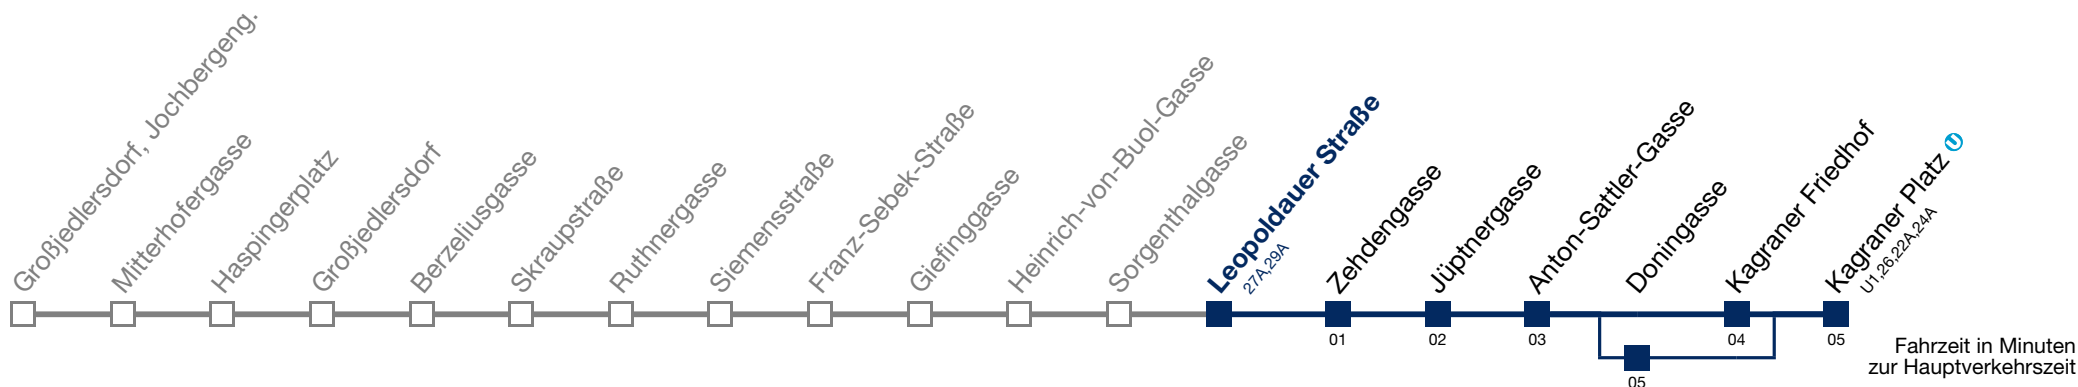 Großjedlersdorf, Jochbergeng.
Mitterhofergasse
Haspingerplatz
Großjedlersdorf
Berzeliusgasse
Skraupstraße
Ruthnergasse
Siemensstraße
Franz-Sebek-Straße
Giefinggasse
Heinrich-von-Buol-Gasse
Sorgenthalgasse
Leopoldauer Straße
27A,29A
Zehdengasse
Jüptnergasse
Anton-Sattler-Gasse
Doningasse
Kagraner Friedhof
Kagraner Platz U
U1,26,22A,24A
01
02
03
04
05
05
Fahrzeit in Minuten
zur Hauptverkehrszeit